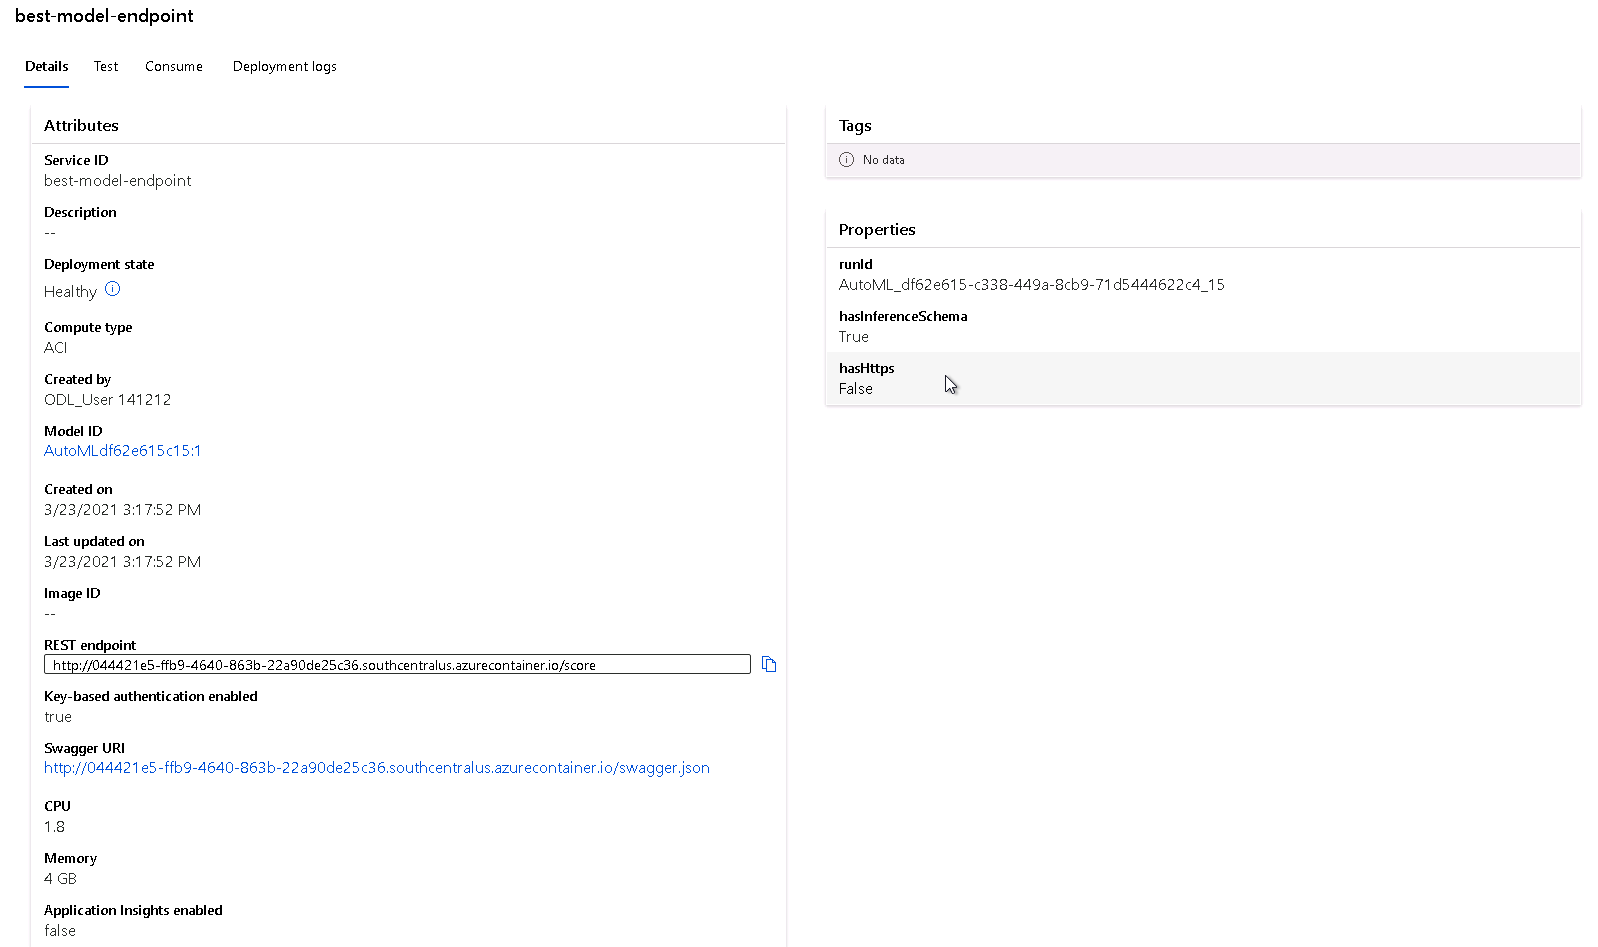 best-model-endpoint
Details Test Consume Deployment logs
Attributes
Service ID
best-model-endpoint
Description
--
Deployment state
Healthy
Compute type
ACI
Created by
ODL_User 141212
Model ID
AutoMLdf62e615c15:1
Created on
3/23/2021 3:17:52 PM
Last updated on
3/23/2021 3:17:52 PM
Image ID
--
REST endpoint
http://044421e5-ffb9-4640-863b-22a90de25c36.southcentralus.azurecontainer.io/score
Key-based authentication enabled
true
Swagger URI
http://044421e5-ffb9-4640-863b-22a90de25c36.southcentralus.azurecontainer.io/swagger.json
CPU
1.8
Memory
4 GB
Application Insights enabled
false
Tags
No data
Properties
runId
AutoML_df62e615-c338-449a-8cb9-71d5444622c4_15
hasInferenceSchema
True
hasHttps
False